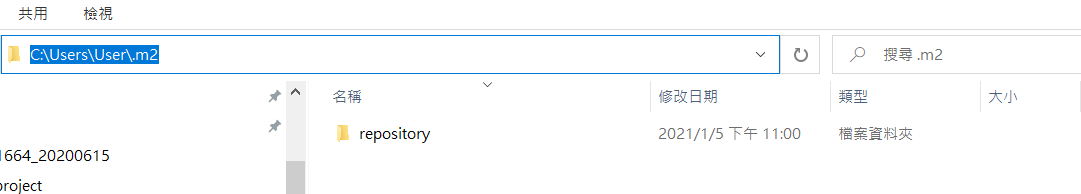 共用 檢視
C:\Users\User\.m2 搜尋 .m2
名稱 修改日期 類型 大小
repository 2021/1/5 下午 11:00 檔案資料夾
1664_20200615
project